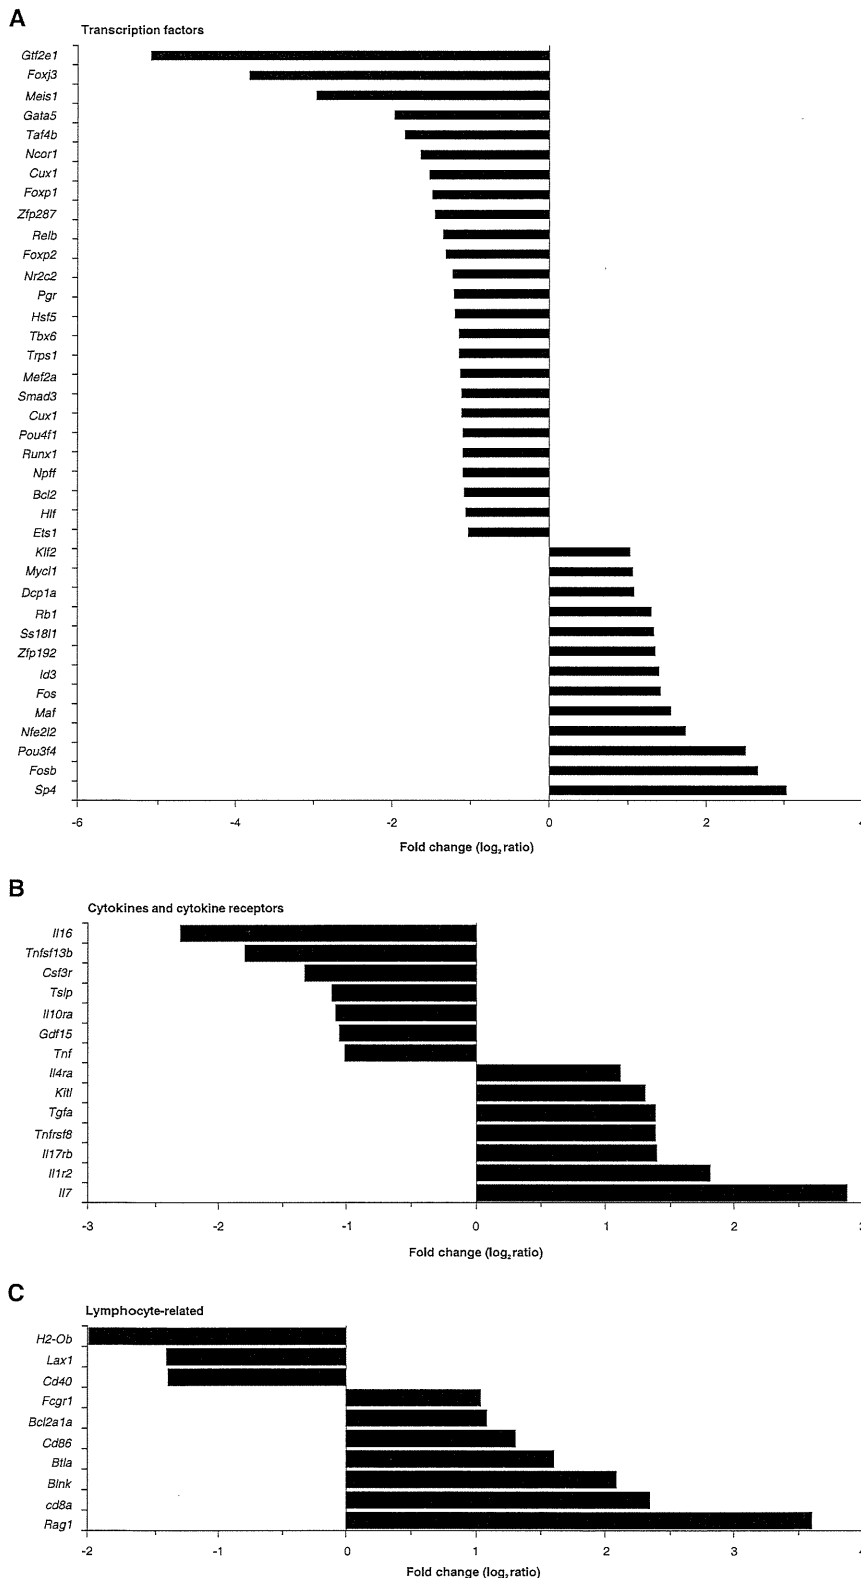 A
Transcription factors
Gtf2e1
Foxj3
Meis1
Gata5
Taf4b
Ncor1
Cux1
Foxp1
Zfp287
Relb
Foxp2
Nr2c2
Pgr
Hsf5
Tbx6
Trps1
Mef2a
Smad3
Cux1
Pou4f1
Runx1
Npff
Bcl2
Hlf
Ets1
Klf2
Mycl1
Dcp1a
Rb1
Ss18l1
Zfp192
Id3
Fos
Maf
Nfe2l2
Pou3f4
Fosb
Sp4
-6 -4 -2 0 2 4
Fold change (log₂ ratio)
B
Cytokines and cytokine receptors
Il16
Tnfsf13b
Csf3r
Tslp
Il10ra
Gdf15
Tnf
Il4ra
Kitl
Tgfa
Tnfrsf8
Il17rb
Il1r2
Il7
-3 -2 -1 0 1 2 3
Fold change (log₂ ratio)
C
Lymphocyte-related
H2-Ob
Lax1
Cd40
Fcgr1
Bcl2a1a
Cd86
Btla
Blnk
cd8a
Rag1
-2 -1 0 1 2 3 4
Fold change (log₂ ratio)